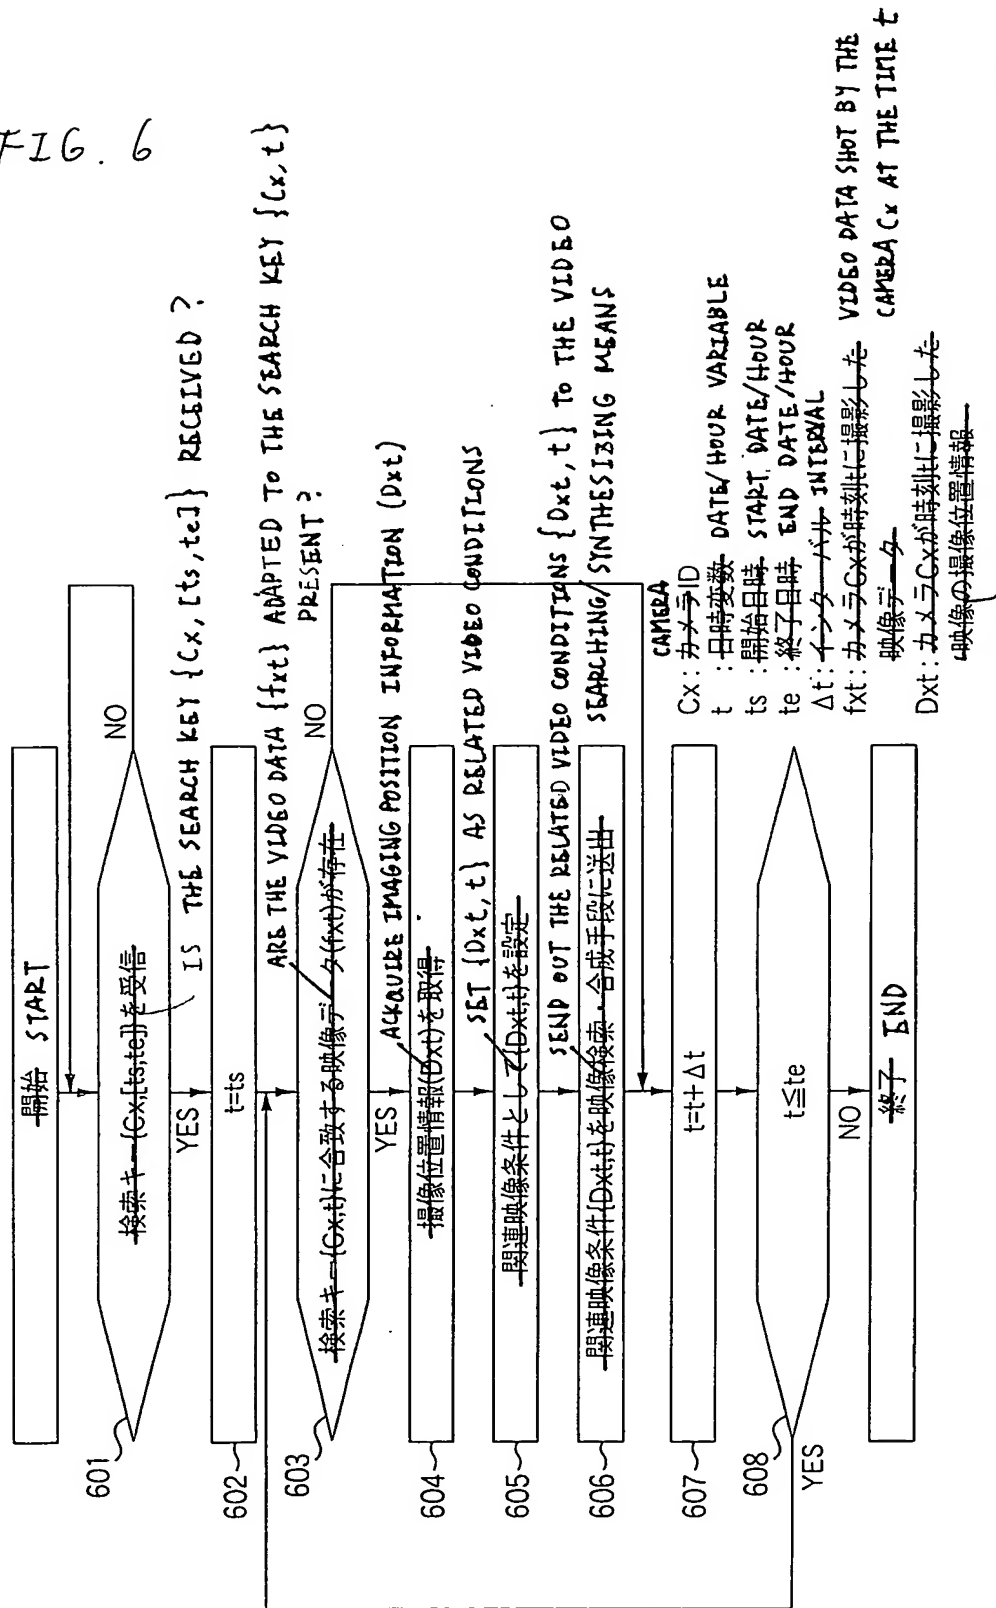 FIG. 6
開始 START
601
検索キー{Cx,[ts,te]}を受信
IS THE SEARCH KEY {Cx,[ts,te]} RECEIVED?
NO
YES
602
t=ts
603
検索キー{Cx,t}に合致する映像データ(fxt)が存在
ARE THE VIDEO DATA {fxt} ADAPTED TO THE SEARCH KEY {Cx,t}
PRESENT?
NO
YES
604
撮像位置情報(Dxt)を取得
ACKQUIRE IMAGING POSITION INFORMATION (Dxt)
605
関連映像条件として{Dxt,t}を設定
SET {Dxt,t} AS RELATED VIDEO CONDITIONS
606
関連映像条件{Dxt,t}を映像検索・合成手段に送出
SEND OUT THE RELATED VIDEO CONDITIONS {Dxt,t} TO THE VIDEO
SEARCHING/SYNTHESIZING MEANS
607
t=t+Δt
608
t≦te
YES
NO
終了 END
CAMERA
Cx:カメラID
t :日時変数 DATE/HOUR VARIABLE
ts :開始日時 START DATE/HOUR
te :終了日時 END DATE/HOUR
Δt:インターバル INTERVAL
fxt:カメラCxが時刻tに撮影した
映像データ
VIDEO DATA SHOT BY THE
CAMERA Cx AT THE TIME t
Dxt:カメラCxが時刻tに撮影した
映像の撮像位置情報